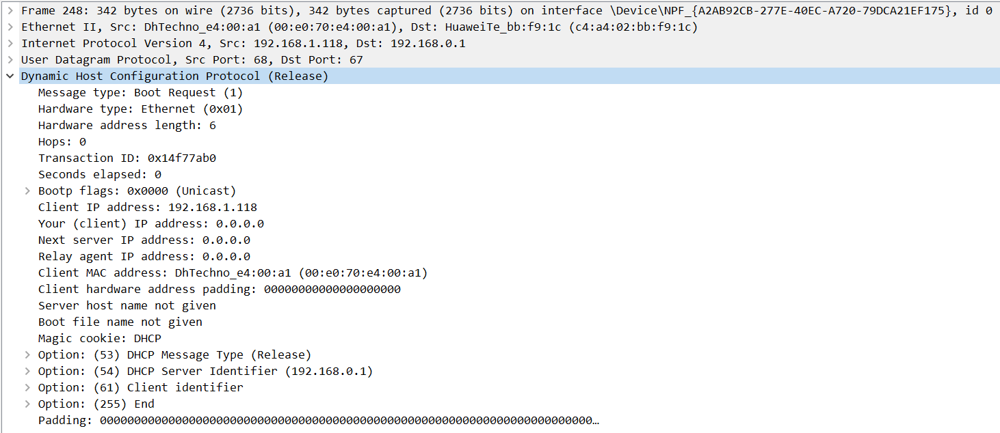 Frame 248: 342 bytes on wire (2736 bits), 342 bytes captured (2736 bits) on interface \Device\NPF_{A2AB92CB-277E-40EC-A720-79DCA21EF175}, id 0
Ethernet II, Src: DhTechno_e4:00:a1 (00:e0:70:e4:00:a1), Dst: HuaweiTe_bb:f9:1c (c4:a4:02:bb:f9:1c)
Internet Protocol Version 4, Src: 192.168.1.118, Dst: 192.168.0.1
User Datagram Protocol, Src Port: 68, Dst Port: 67
Dynamic Host Configuration Protocol (Release)
Message type: Boot Request (1)
Hardware type: Ethernet (0x01)
Hardware address length: 6
Hops: 0
Transaction ID: 0x14f77ab0
Seconds elapsed: 0
Bootp flags: 0x0000 (Unicast)
Client IP address: 192.168.1.118
Your (client) IP address: 0.0.0.0
Next server IP address: 0.0.0.0
Relay agent IP address: 0.0.0.0
Client MAC address: DhTechno_e4:00:a1 (00:e0:70:e4:00:a1)
Client hardware address padding: 00000000000000000000
Server host name not given
Boot file name not given
Magic cookie: DHCP
Option: (53) DHCP Message Type (Release)
Option: (54) DHCP Server Identifier (192.168.0.1)
Option: (61) Client identifier
Option: (255) End
Padding: 000000000000000000000000000000000000000000000000000000000000000000000000…